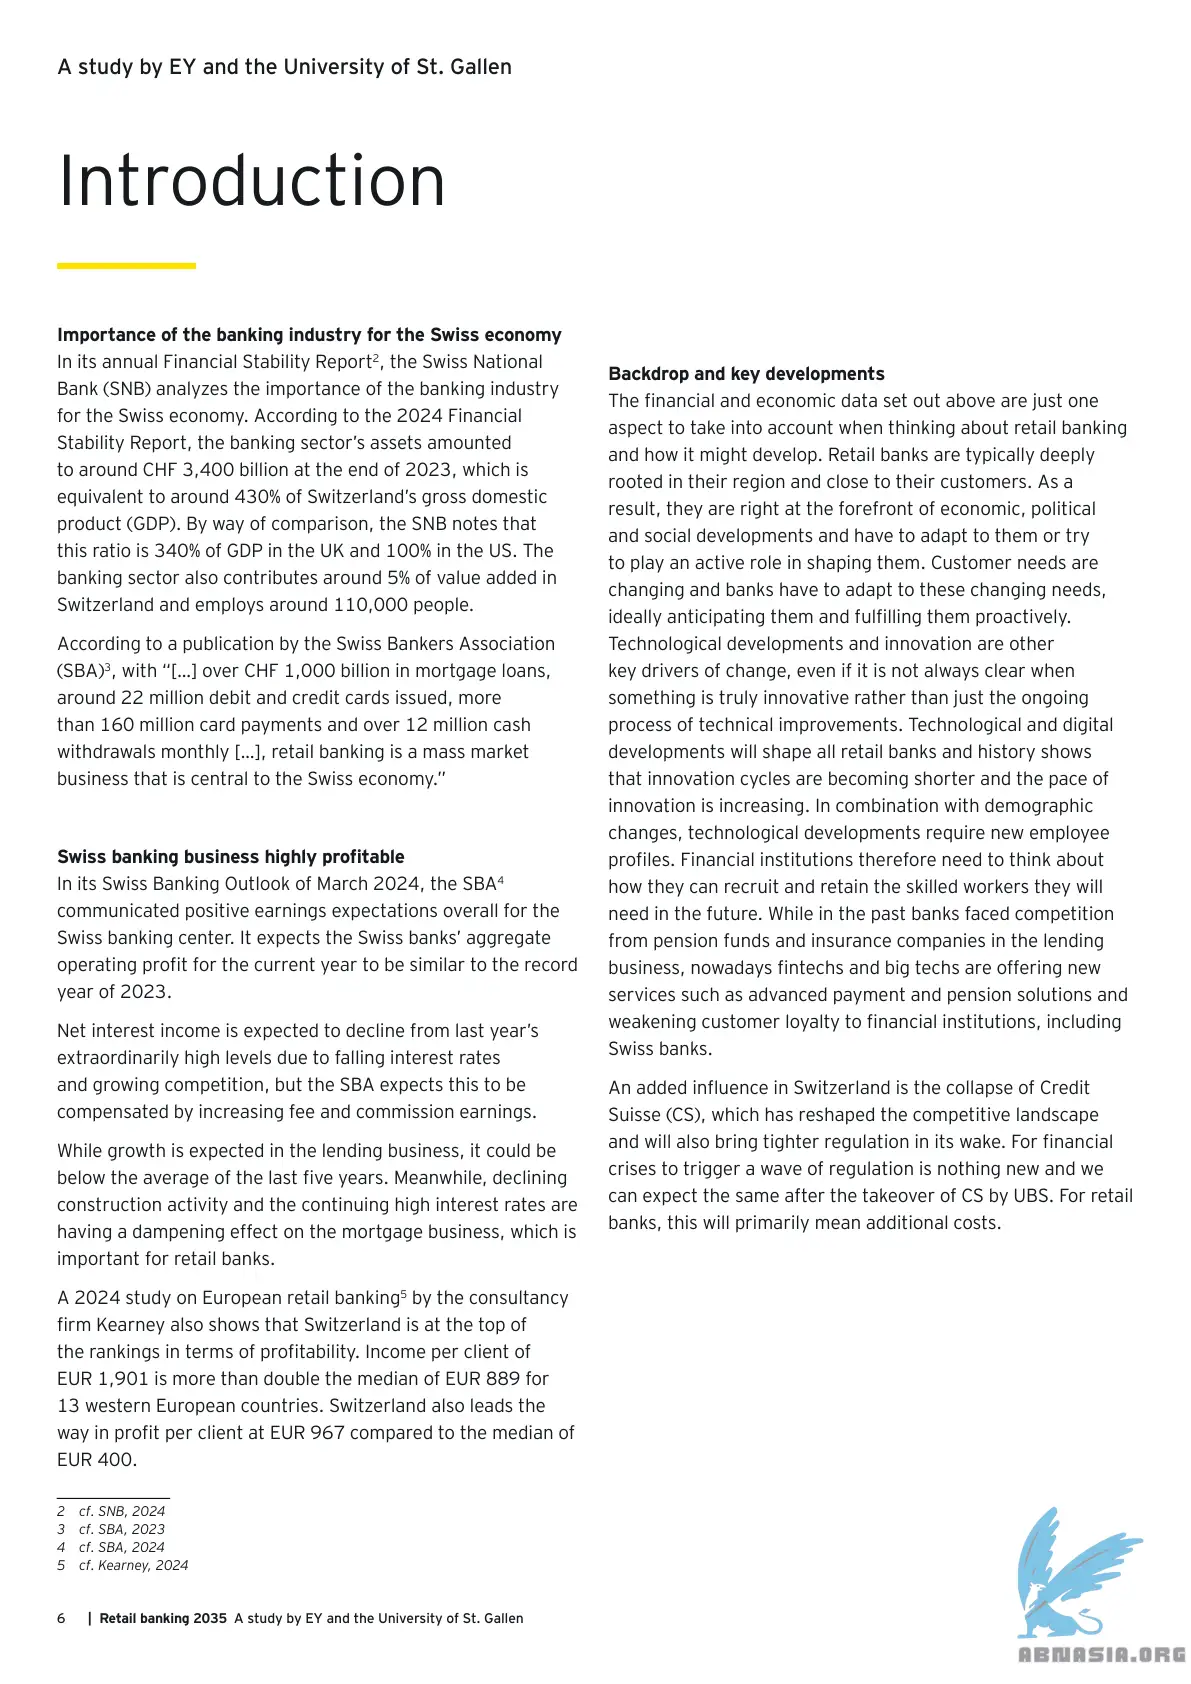 A study by EY and the University of St. Gallen
Introduction
Importance of the banking industry for the Swiss economy
In its annual Financial Stability Report2, the Swiss National
Bank (SNB) analyzes the importance of the banking industry
for the Swiss economy. According to the 2024 Financial
Stability Report, the banking sector’s assets amounted
to around CHF 3,400 billion at the end of 2023, which is
equivalent to around 430% of Switzerland’s gross domestic
product (GDP). By way of comparison, the SNB notes that
this ratio is 340% of GDP in the UK and 100% in the US. The
banking sector also contributes around 5% of value added in
Switzerland and employs around 110,000 people.
According to a publication by the Swiss Bankers Association
(SBA)3, with “[…] over CHF 1,000 billion in mortgage loans,
around 22 million debit and credit cards issued, more
than 160 million card payments and over 12 million cash
withdrawals monthly […], retail banking is a mass market
business that is central to the Swiss economy.”
Swiss banking business highly profitable
In its Swiss Banking Outlook of March 2024, the SBA4
communicated positive earnings expectations overall for the
Swiss banking center. It expects the Swiss banks’ aggregate
operating profit for the current year to be similar to the record
year of 2023.
Net interest income is expected to decline from last year’s
extraordinarily high levels due to falling interest rates
and growing competition, but the SBA expects this to be
compensated by increasing fee and commission earnings.
While growth is expected in the lending business, it could be
below the average of the last five years. Meanwhile, declining
construction activity and the continuing high interest rates are
having a dampening effect on the mortgage business, which is
important for retail banks.
A 2024 study on European retail banking5 by the consultancy
firm Kearney also shows that Switzerland is at the top of
the rankings in terms of profitability. Income per client of
EUR 1,901 is more than double the median of EUR 889 for
13 western European countries. Switzerland also leads the
way in profit per client at EUR 967 compared to the median of
EUR 400.
Backdrop and key developments
The financial and economic data set out above are just one
aspect to take into account when thinking about retail banking
and how it might develop. Retail banks are typically deeply
rooted in their region and close to their customers. As a
result, they are right at the forefront of economic, political
and social developments and have to adapt to them or try
to play an active role in shaping them. Customer needs are
changing and banks have to adapt to these changing needs,
ideally anticipating them and fulfilling them proactively.
Technological developments and innovation are other
key drivers of change, even if it is not always clear when
something is truly innovative rather than just the ongoing
process of technical improvements. Technological and digital
developments will shape all retail banks and history shows
that innovation cycles are becoming shorter and the pace of
innovation is increasing. In combination with demographic
changes, technological developments require new employee
profiles. Financial institutions therefore need to think about
how they can recruit and retain the skilled workers they will
need in the future. While in the past banks faced competition
from pension funds and insurance companies in the lending
business, nowadays fintechs and big techs are offering new
services such as advanced payment and pension solutions and
weakening customer loyalty to financial institutions, including
Swiss banks.
An added influence in Switzerland is the collapse of Credit
Suisse (CS), which has reshaped the competitive landscape
and will also bring tighter regulation in its wake. For financial
crises to trigger a wave of regulation is nothing new and we
can expect the same after the takeover of CS by UBS. For retail
banks, this will primarily mean additional costs.
2 cf. SNB, 2024
3 cf. SBA, 2023
4 cf. SBA, 2024
5 cf. Kearney, 2024
6 | Retail banking 2035 A study by EY and the University of St. Gallen
ABNASIA.ORG